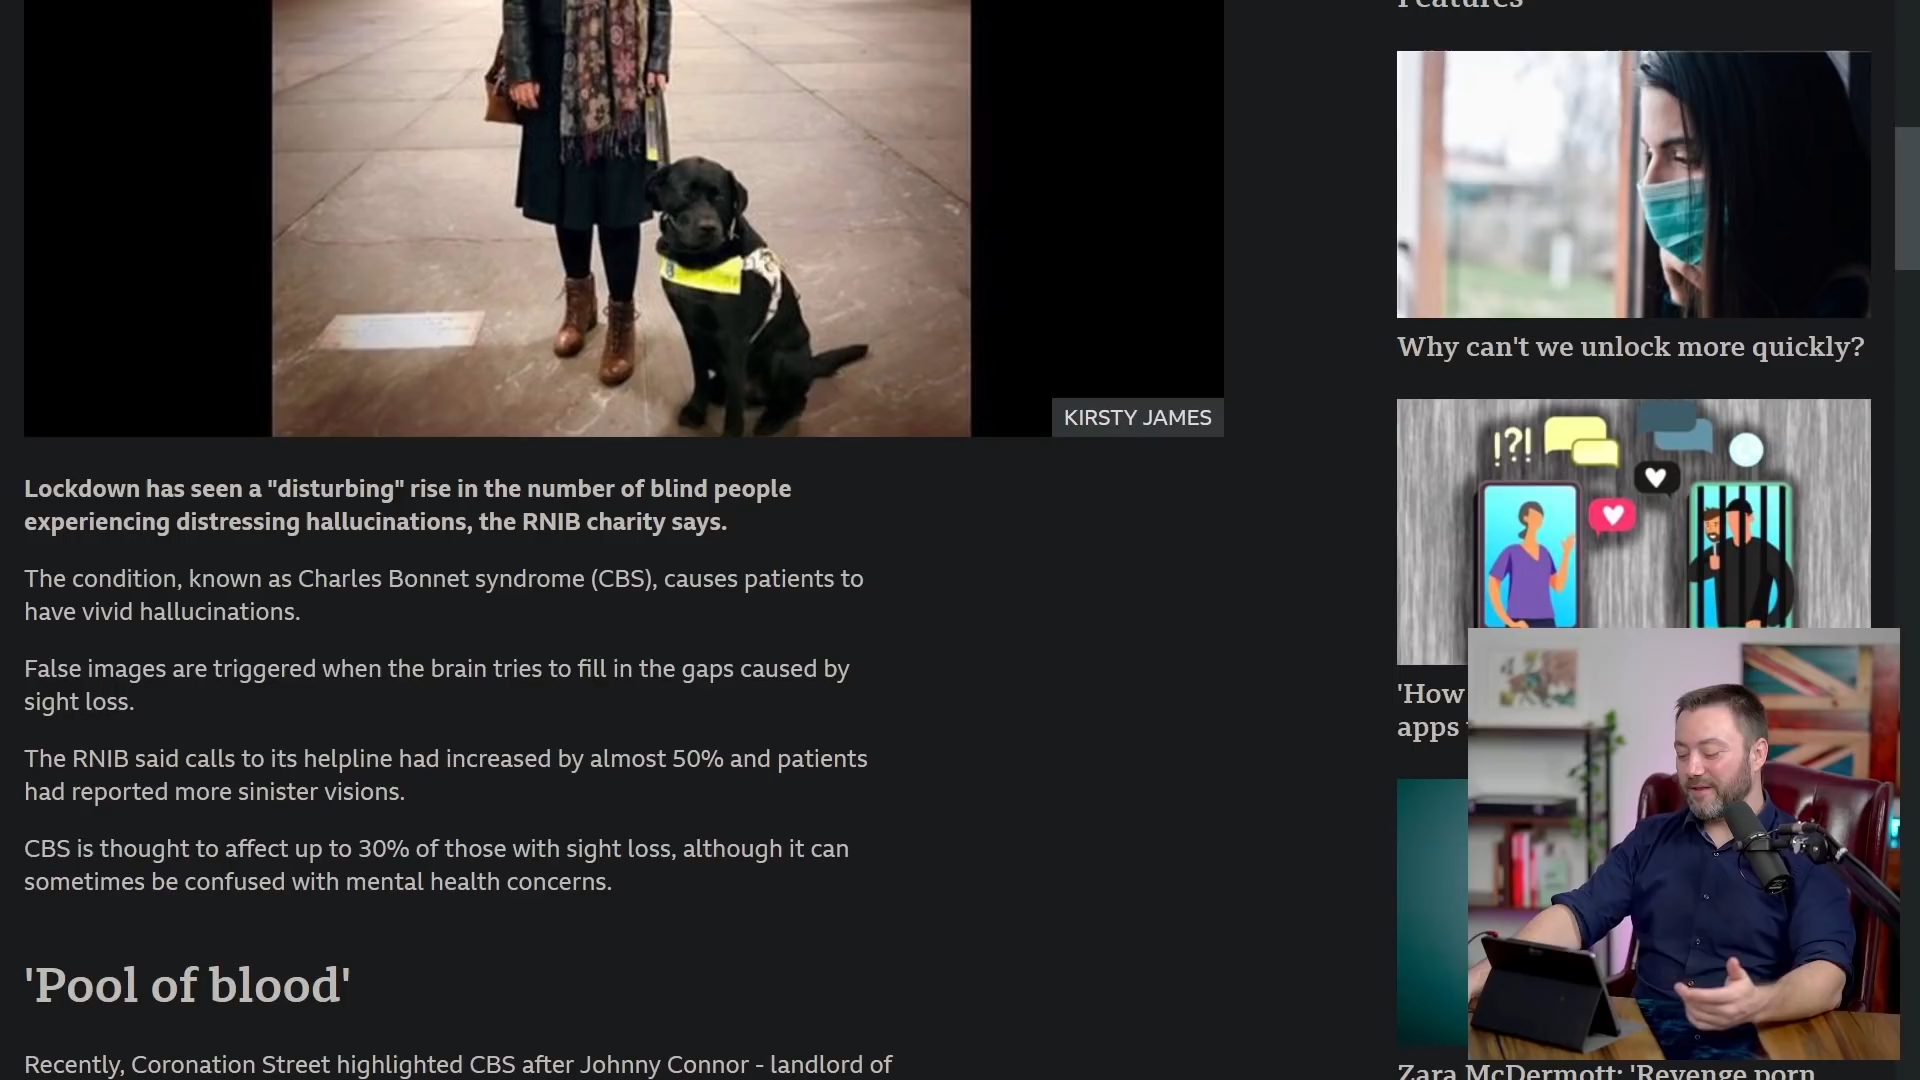 Features
KIRSTY JAMES
Lockdown has seen a "disturbing" rise in the number of blind people
experiencing distressing hallucinations, the RNIB charity says.
The condition, known as Charles Bonnet syndrome (CBS), causes patients to
have vivid hallucinations.
False images are triggered when the brain tries to fill in the gaps caused by
sight loss.
The RNIB said calls to its helpline had increased by almost 50% and patients
had reported more sinister visions.
CBS is thought to affect up to 30% of those with sight loss, although it can
sometimes be confused with mental health concerns.
'Pool of blood'
Recently, Coronation Street highlighted CBS after Johnny Connor - landlord of
Why can't we unlock more quickly?
!?!
'How
apps
Zara McDermott: 'Revenge porn